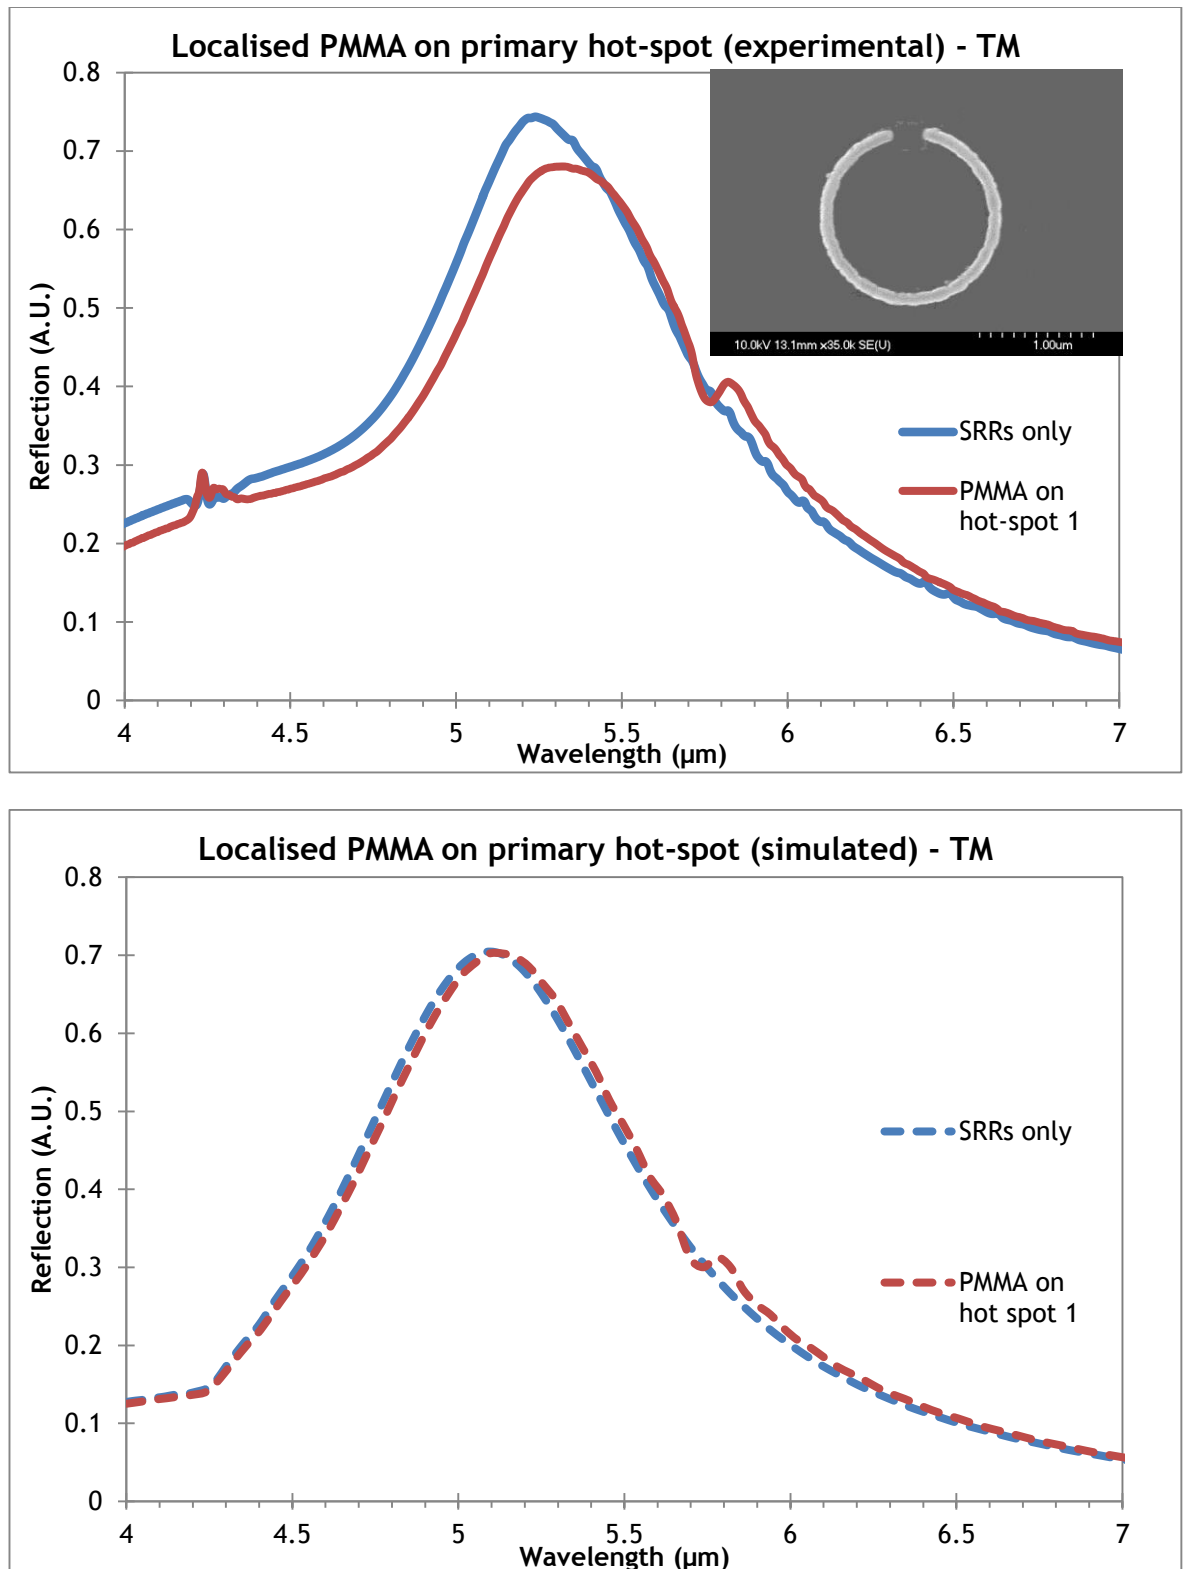 Localised PMMA on primary hot-spot (experimental) - TM
0.8
0.7
0.6
0.5
0.4
0.3
0.2
0.1
0
Reflection (A.U.)
10.0kV 13.1mm x35.0k SE(U)
1.00um
SRRs only
PMMA on
hot-spot 1
4
4.5
5
5.5
6
6.5
7
Wavelength (µm)
Localised PMMA on primary hot-spot (simulated) - TM
0.8
0.7
0.6
0.5
0.4
0.3
0.2
0.1
0
Reflection (A.U.)
SRRs only
PMMA on
hot spot 1
4
4.5
5
5.5
6
6.5
7
Wavelength (µm)